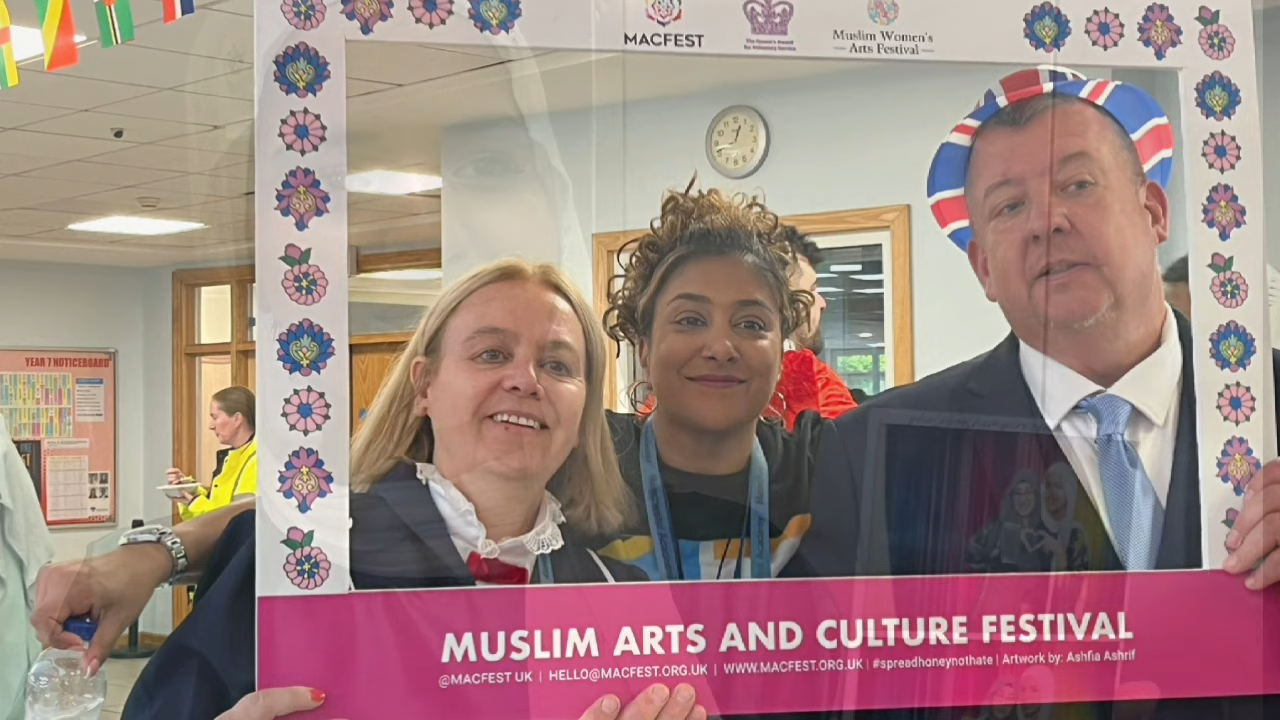 MACFEST
The Queen's Award
for Voluntary Service
Muslim Women's
Arts Festival
YEAR 7 NOTICEBOARD
MUSLIM ARTS AND CULTURE FESTIVAL
@MACFEST UK | HELLO@MACFEST.ORG.UK | WWW.MACFEST.ORG.UK | #spreadhoneynothate | Artwork by: Ashfia Ashrif